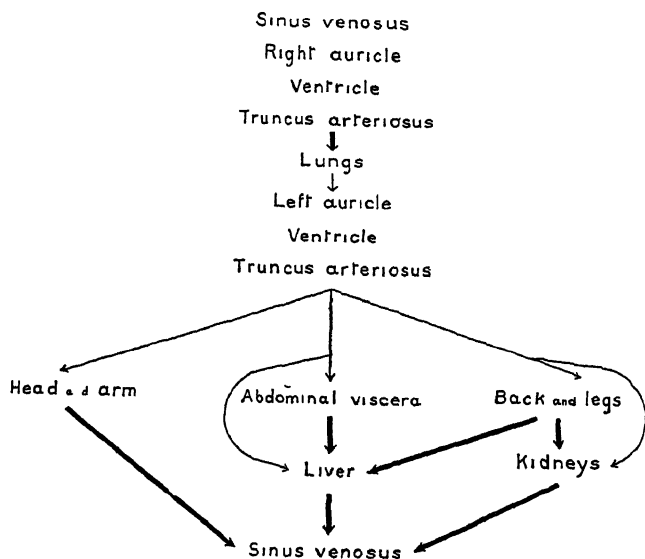 Sinus venosus
Right auricle
Ventricle
Truncus arteriosus
Lungs
Left auricle
Ventricle
Truncus arteriosus
Head a d arm
Abdominal viscera
Back and legs
Liver
Kidneys
Sinus venosus